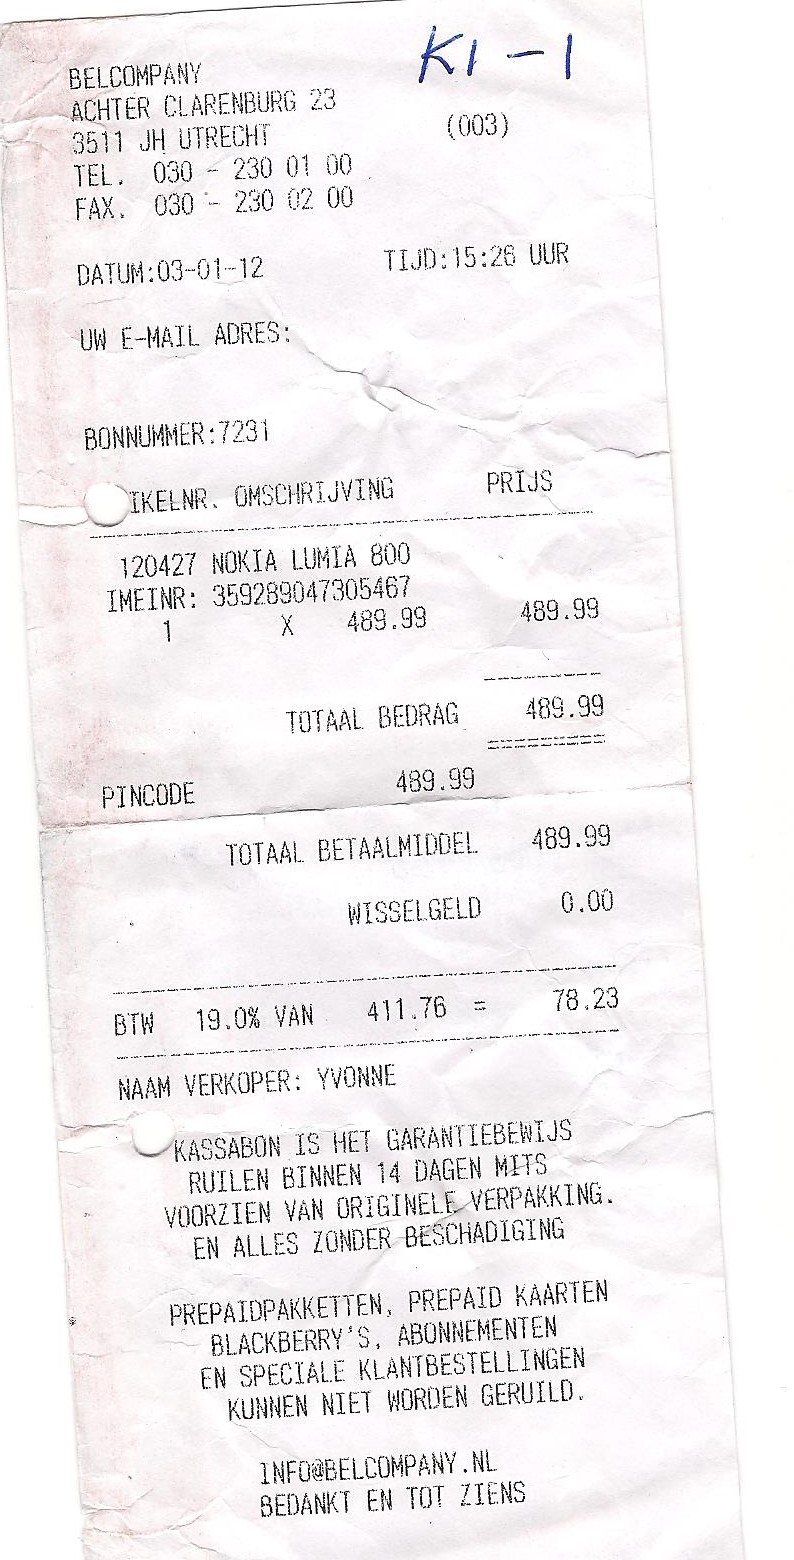 K1 - 1
BELCOMPANY
ACHTER CLARENBURG 23
3511 JH UTRECHT (003)
TEL. 030 - 230 01 00
FAX. 030 - 230 02 00
DATUM:03-01-12 TIJD:15:26 UUR
UW E-MAIL ADRES:
BONNUMMER:7231
IKELNR. OMSCHRIJVING PRIJS
120427 NOKIA LUMIA 800
IMEINR: 359289047305467
1 X 489.99 489.99
TOTAAL BEDRAG 489.99
PINCODE 489.99
TOTAAL BETAALMIDDEL 489.99
WISSELGELD 0.00
BTW 19.0% VAN 411.76 = 78.23
NAAM VERKOPER: YVONNE
KASSABON IS HET GARANTIEBEWIJS
RUILEN BINNEN 14 DAGEN MITS
VOORZIEN VAN ORIGINELE VERPAKKING.
EN ALLES ZONDER BESCHADIGING
PREPAIDPAKKETTEN, PREPAID KAARTEN
BLACKBERRY'S, ABONNEMENTEN
EN SPECIALE KLANTBESTELLINGEN
KUNNEN NIET WORDEN GERUILD.
INFO@BELCOMPANY.NL
BEDANKT EN TOT ZIENS